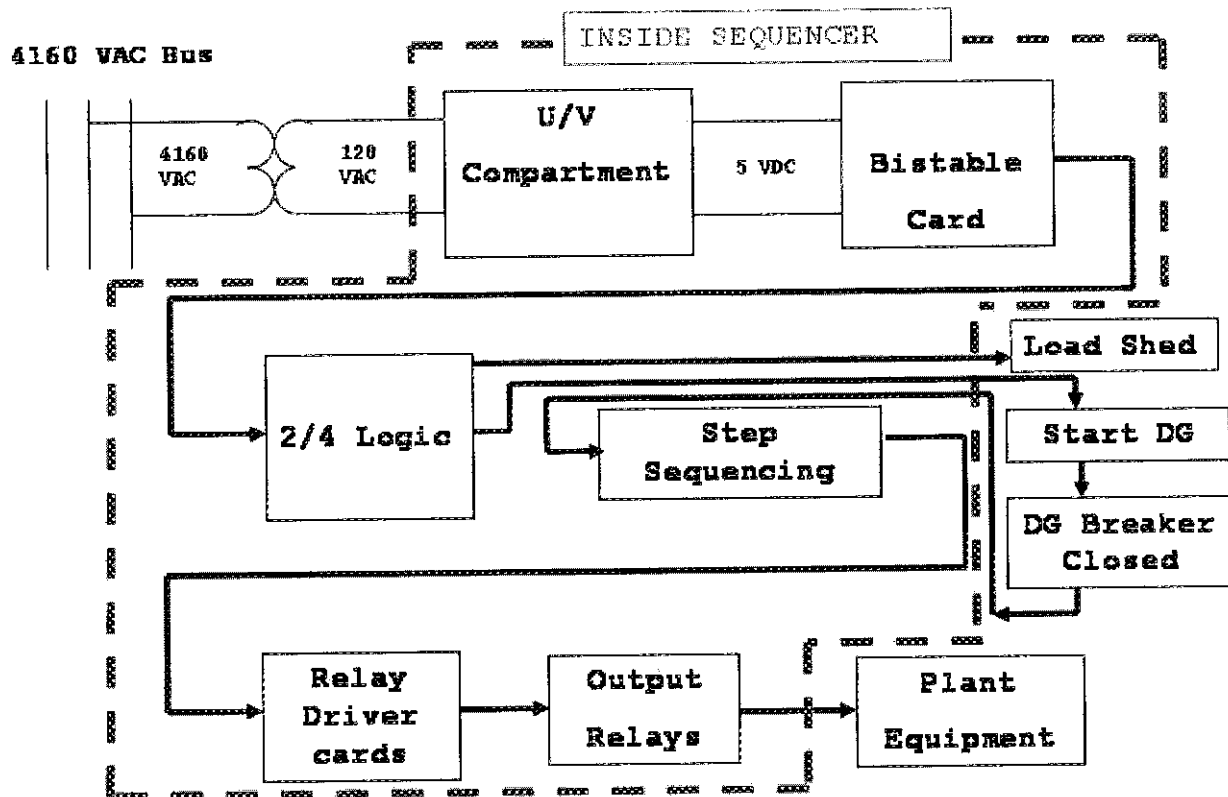 INSIDE SEQUENCER
4160 VAC Bus
U/V
Compartment
4160
VAC
120
VAC
5 VDC
Bistable
Card
Load Shed
2/4 Logic
Step
Sequencing
Start DG
DG Breaker
Closed
Relay
Driver
cards
Output
Relays
Plant
Equipment